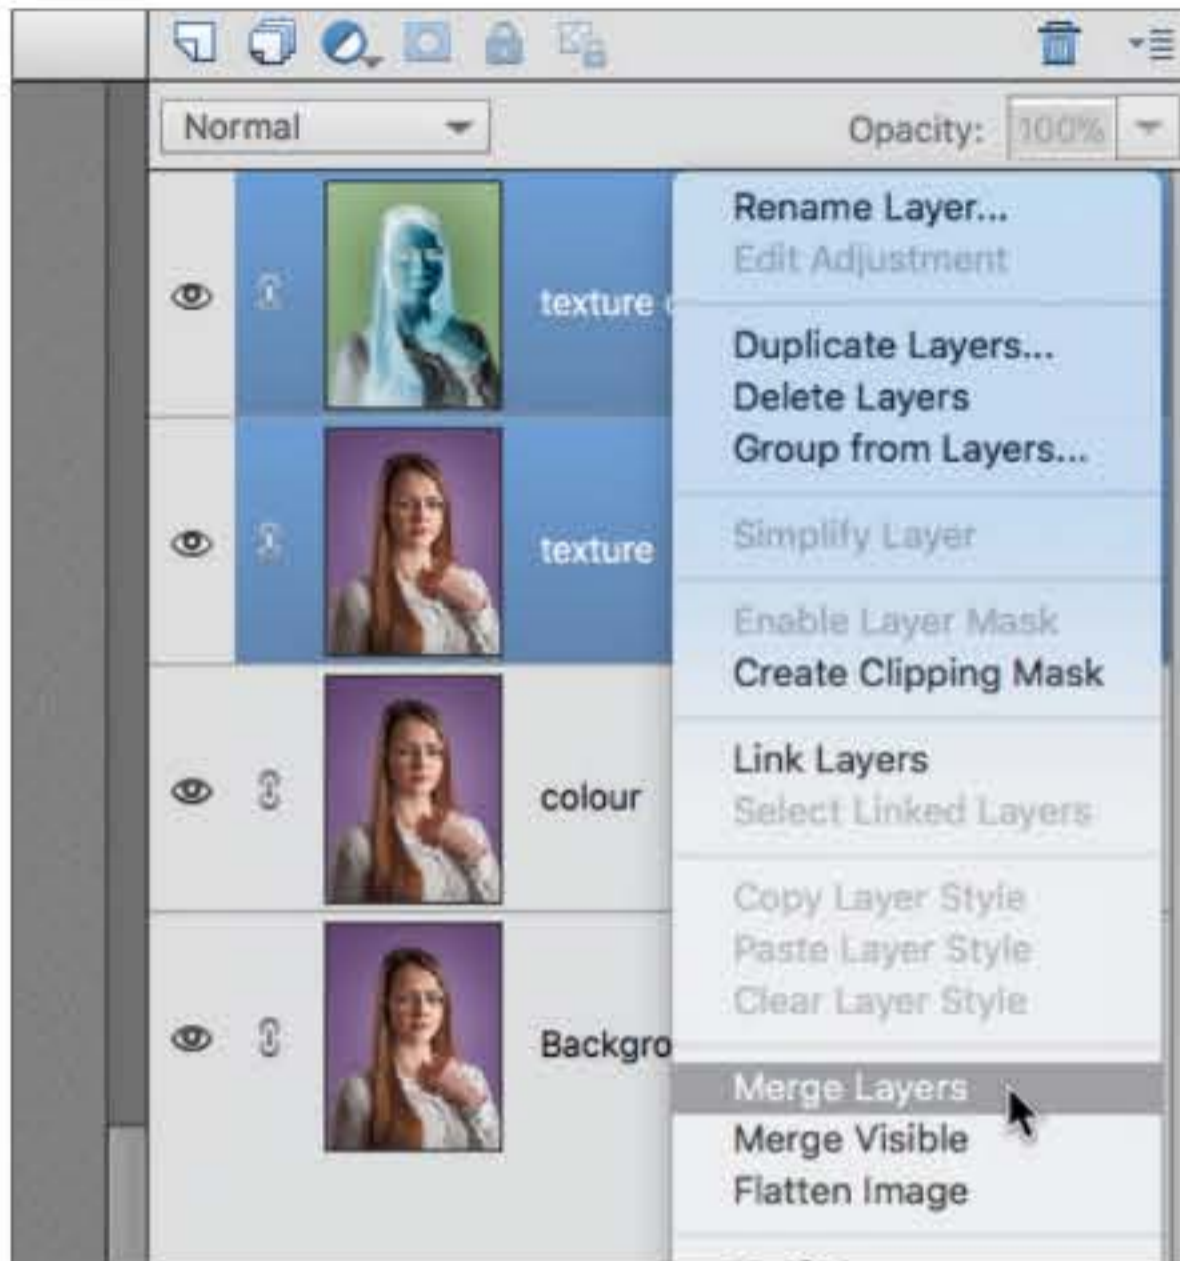 Normal
Opacity: 100%
texture
texture
colour
Backgro
Rename Layer...
Edit Adjustment
Duplicate Layers...
Delete Layers
Group from Layers...
Simplify Layer
Enable Layer Mask
Create Clipping Mask
Link Layers
Select Linked Layers
Copy Layer Style
Paste Layer Style
Clear Layer Style
Merge Layers
Merge Visible
Flatten Image